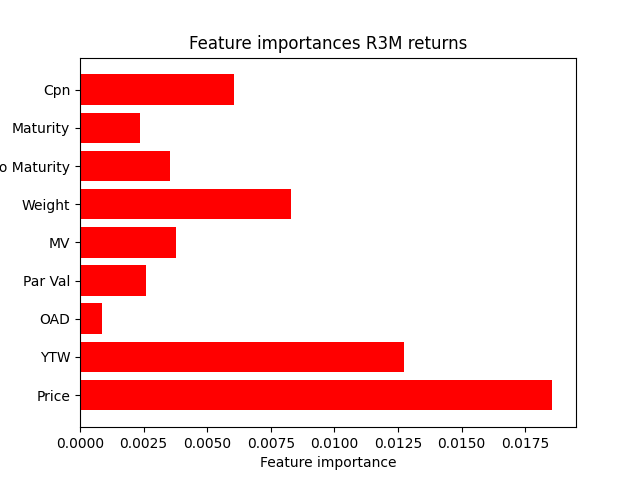 Feature importances R3M returns
Cpn
Maturity
o Maturity
Weight
MV
Par Val
OAD
YTW
Price
0.0000 0.0025 0.0050 0.0075 0.0100 0.0125 0.0150 0.0175
Feature importance